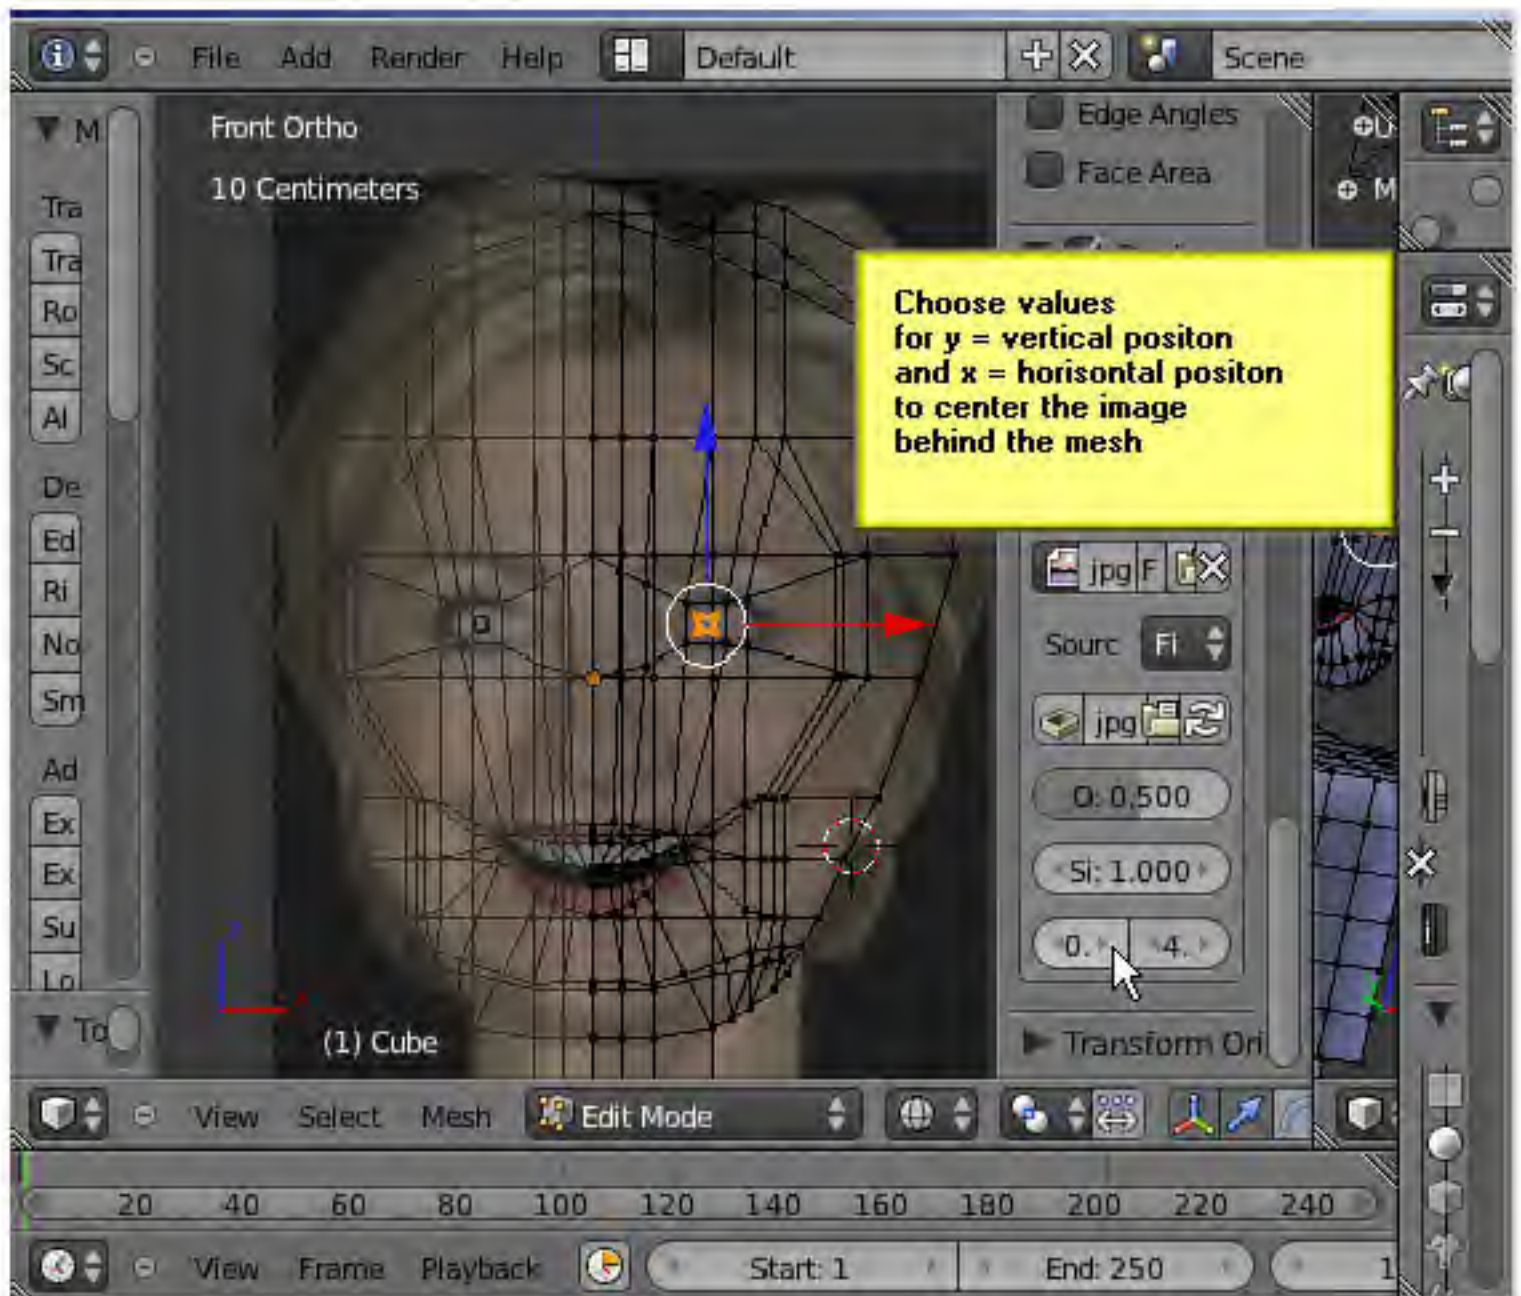 File Add Render Help Default Scene
M
Front Ortho
10 Centimeters
Tra
Tra
Ro
Sc
Al
De
Ed
Ri
No
Sm
Ad
Ex
Ex
Su
Lo
To
Edge Angles
Face Area
M
Choose values
for y = vertical positon
and x = horisontal positon
to center the image
behind the mesh
jpg F
Sourc Fi
jpg
O: 0.500
Si: 1.000
0. 4.
Transform Ori
(1) Cube
View Select Mesh Edit Mode
20 40 60 80 100 120 140 160 180 200 220 240
View Frame Playback Start: 1 End: 250 1